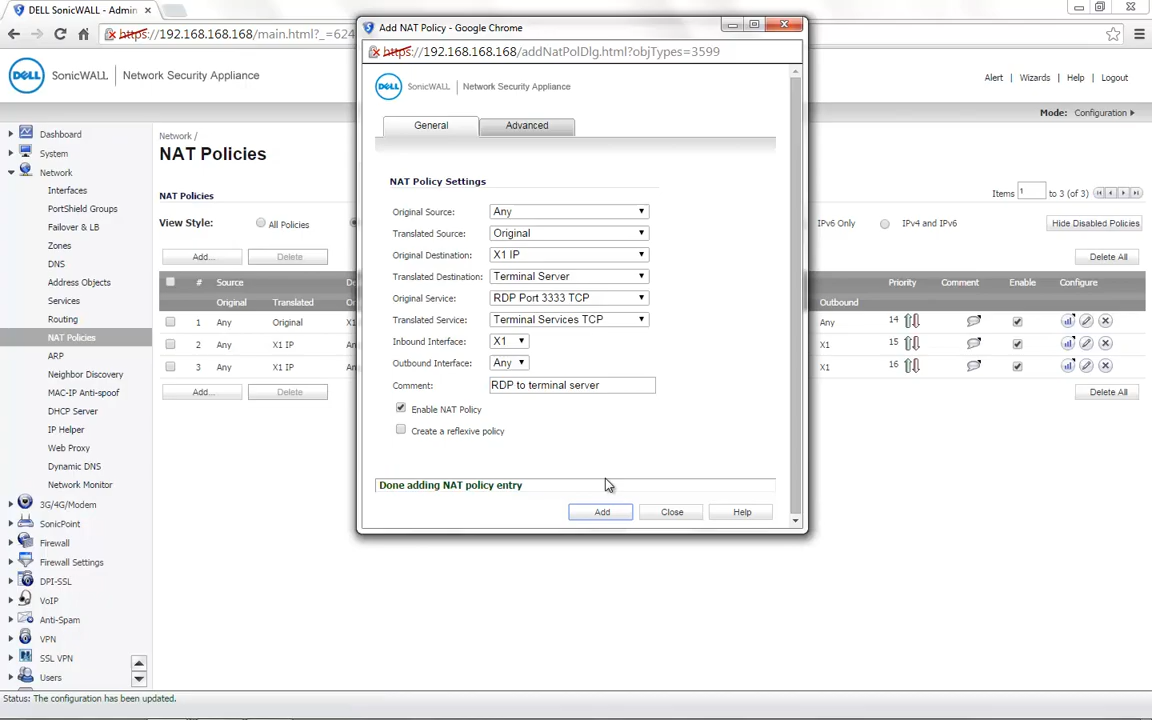 DELL SonicWALL - Admin
https://192.168.168.168/main.html?_=624
DELL SonicWALL | Network Security Appliance
Alert | Wizards | Help | Logout
Mode: Configuration
Dashboard
System
Network
Interfaces
PortShield Groups
Failover & LB
Zones
DNS
Address Objects
Services
Routing
NAT Policies
ARP
Neighbor Discovery
MAC-IP Anti-spoof
DHCP Server
IP Helper
Web Proxy
Dynamic DNS
Network Monitor
3G/4G/Modem
SonicPoint
Firewall
Firewall Settings
DPI-SSL
VoIP
Anti-Spam
VPN
SSL VPN
Users
Network /
NAT Policies
NAT Policies
Items 1 to 3 (of 3)
View Style: All Policies
IPv6 Only IPv4 and IPv6 Hide Disabled Policies
Add... Delete Delete All
# Source Priority Comment Enable Configure
Original Translated Outbound
1 Any Original X1 Any 14
2 Any X1 IP X1 15
3 Any X1 IP X1 16
Add... Delete Delete All
Add NAT Policy - Google Chrome
https://192.168.168.168/addNatPolDlg.html?objTypes=3599
DELL SonicWALL | Network Security Appliance
General Advanced
NAT Policy Settings
Original Source: Any
Translated Source: Original
Original Destination: X1 IP
Translated Destination: Terminal Server
Original Service: RDP Port 3333 TCP
Translated Service: Terminal Services TCP
Inbound Interface: X1
Outbound Interface: Any
Comment: RDP to terminal server
Enable NAT Policy
Create a reflexive policy
Done adding NAT policy entry
Add Close Help
Status: The configuration has been updated.